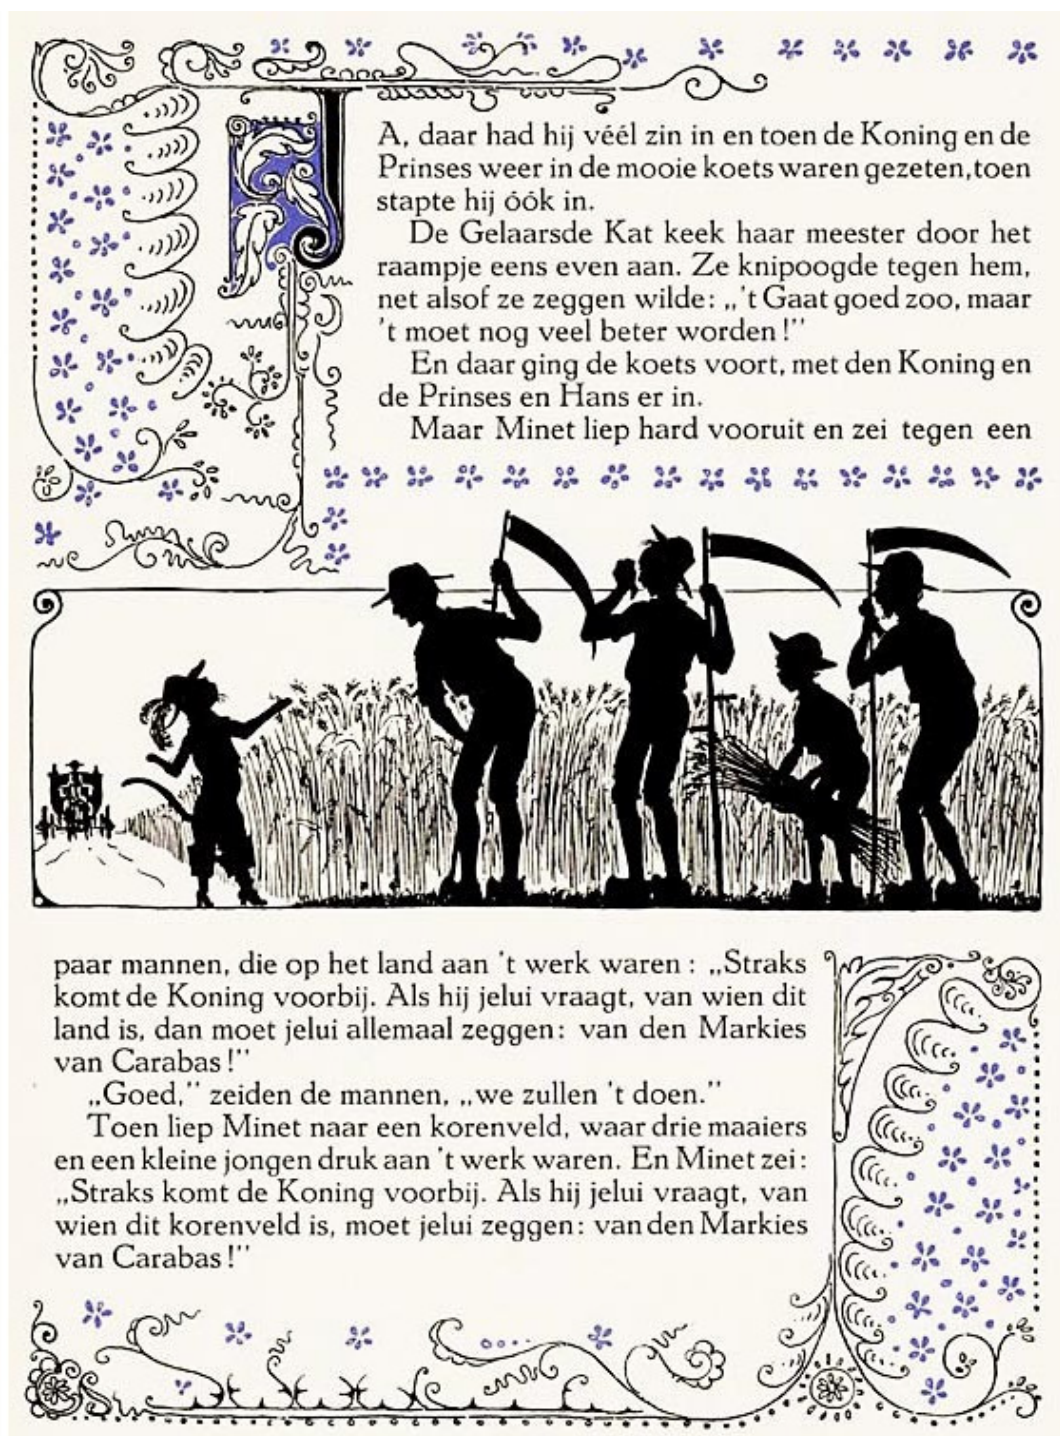 JA, daar had hij véél zin in en toen de Koning en de
Prinses weer in de mooie koets waren gezeten, toen
stapte hij óók in.
De Gelaarsde Kat keek haar meester door het
raampje eens even aan. Ze knipoogde tegen hem,
net alsof ze zeggen wilde: „'t Gaat goed zoo, maar
't moet nog veel beter worden!”
En daar ging de koets voort, met den Koning en
de Prinses en Hans er in.
Maar Minet liep hard vooruit en zei tegen een
paar mannen, die op het land aan 't werk waren: „Straks
komt de Koning voorbij. Als hij jelui vraagt, van wien dit
land is, dan moet jelui allemaal zeggen: van den Markies
van Carabas!”
„Goed,” zeiden de mannen, „we zullen 't doen.”
Toen liep Minet naar een korenveld, waar drie maaiers
en een kleine jongen druk aan 't werk waren. En Minet zei:
„Straks komt de Koning voorbij. Als hij jelui vraagt, van
wien dit korenveld is, moet jelui zeggen: van den Markies
van Carabas!”